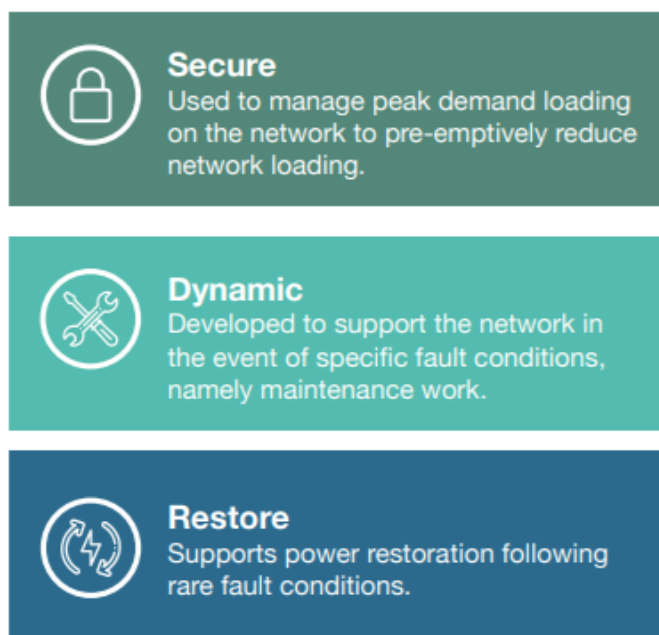 Secure
Used to manage peak demand loading
on the network to pre-emptively reduce
network loading.
Dynamic
Developed to support the network in
the event of specific fault conditions,
namely maintenance work.
Restore
Supports power restoration following
rare fault conditions.